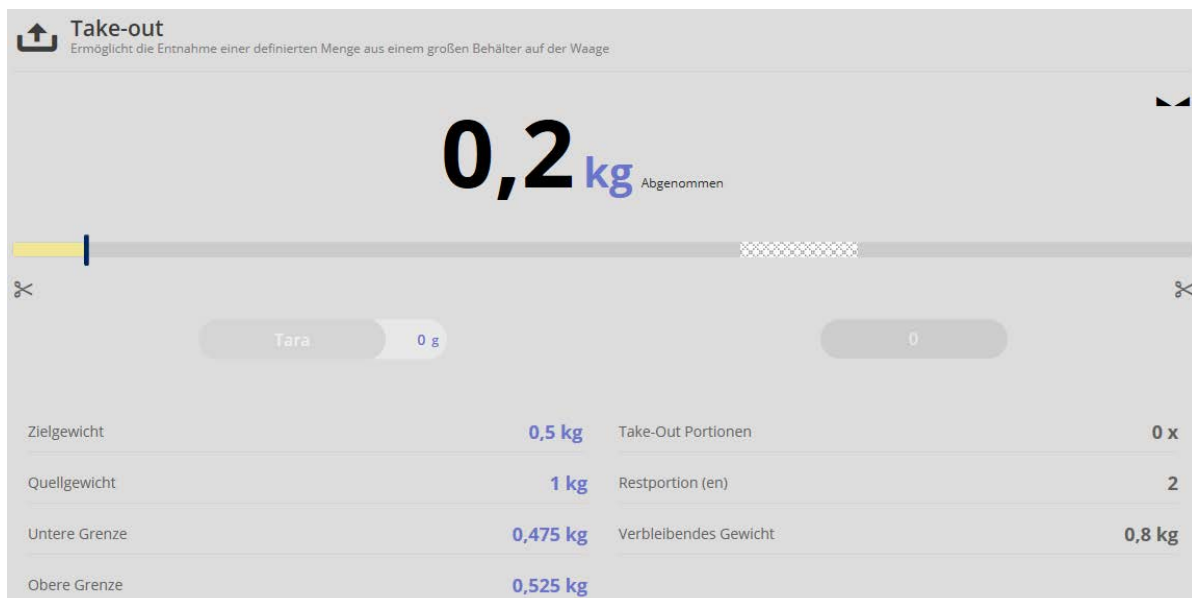 Take-out
Ermöglicht die Entnahme einer definierten Menge aus einem großen Behälter auf der Waage
0,2 kg Abgenommen
Tara 0 g 0
Zielgewicht 0,5 kg Take-Out Portionen 0 x
Quellgewicht 1 kg Restportion (en) 2
Untere Grenze 0,475 kg Verbleibendes Gewicht 0,8 kg
Obere Grenze 0,525 kg